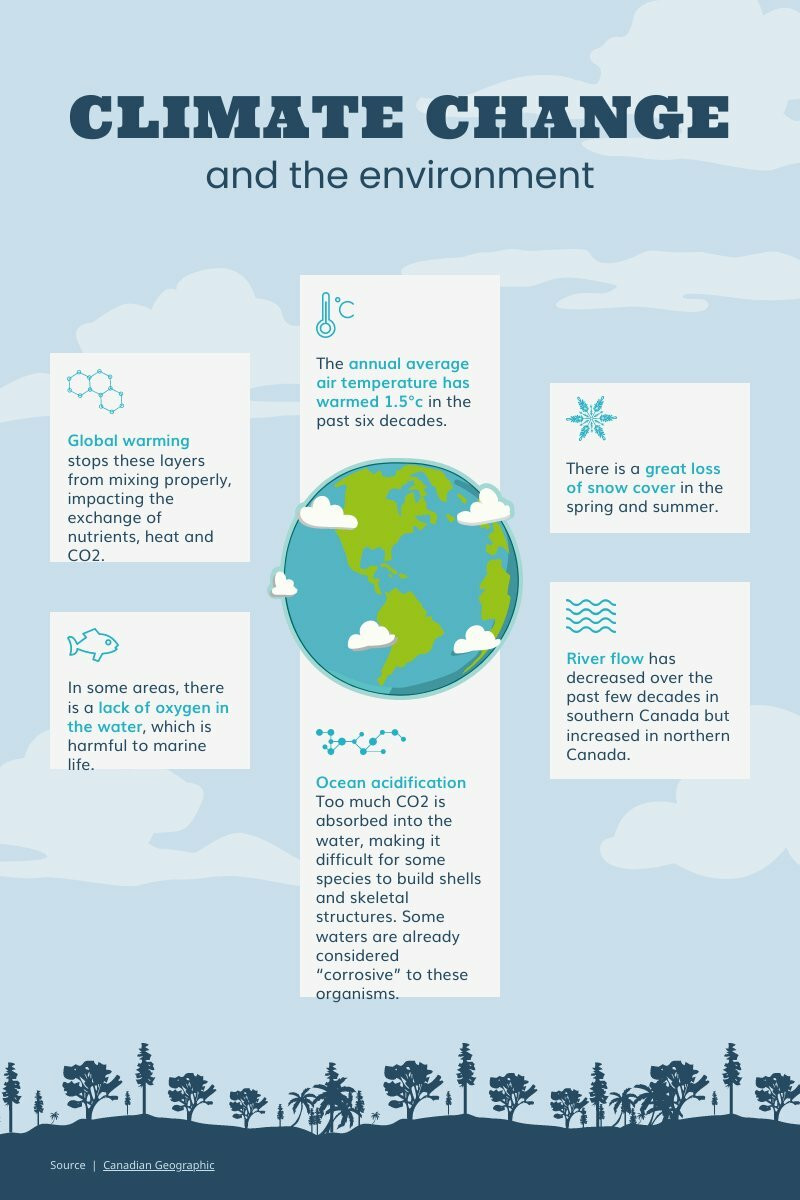 CLIMATE CHANGE
and the environment
°C
The annual average
air temperature has
warmed 1.5°c in the
past six decades.
Global warming
stops these layers
from mixing properly,
impacting the
exchange of
nutrients, heat and
CO2.
There is a great loss
of snow cover in the
spring and summer.
In some areas, there
is a lack of oxygen in
the water, which is
harmful to marine
life.
River flow has
decreased over the
past few decades in
southern Canada but
increased in northern
Canada.
Ocean acidification
Too much CO2 is
absorbed into the
water, making it
difficult for some
species to build shells
and skeletal
structures. Some
waters are already
considered
“corrosive” to these
organisms.
Source | Canadian Geographic